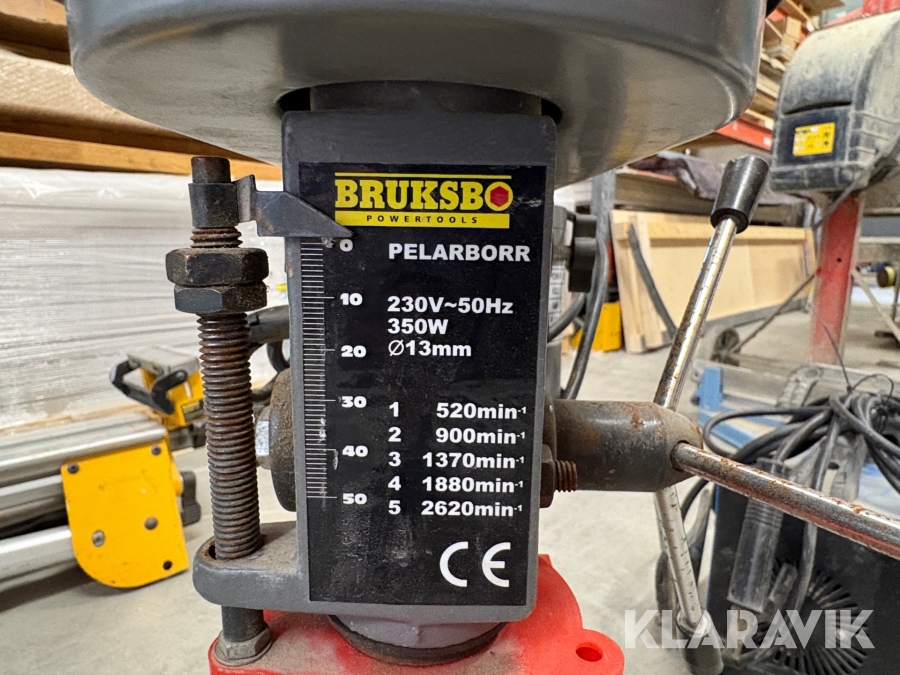 BRUKSBO
POWERTOOLS
0
PELARBORR
10
230V~50Hz
350W
20
Ø13mm
30
1 520min-¹
2 900min-¹
40
3 1370min-¹
4 1880min-¹
50
5 2620min-¹
CE
KLARAVIK